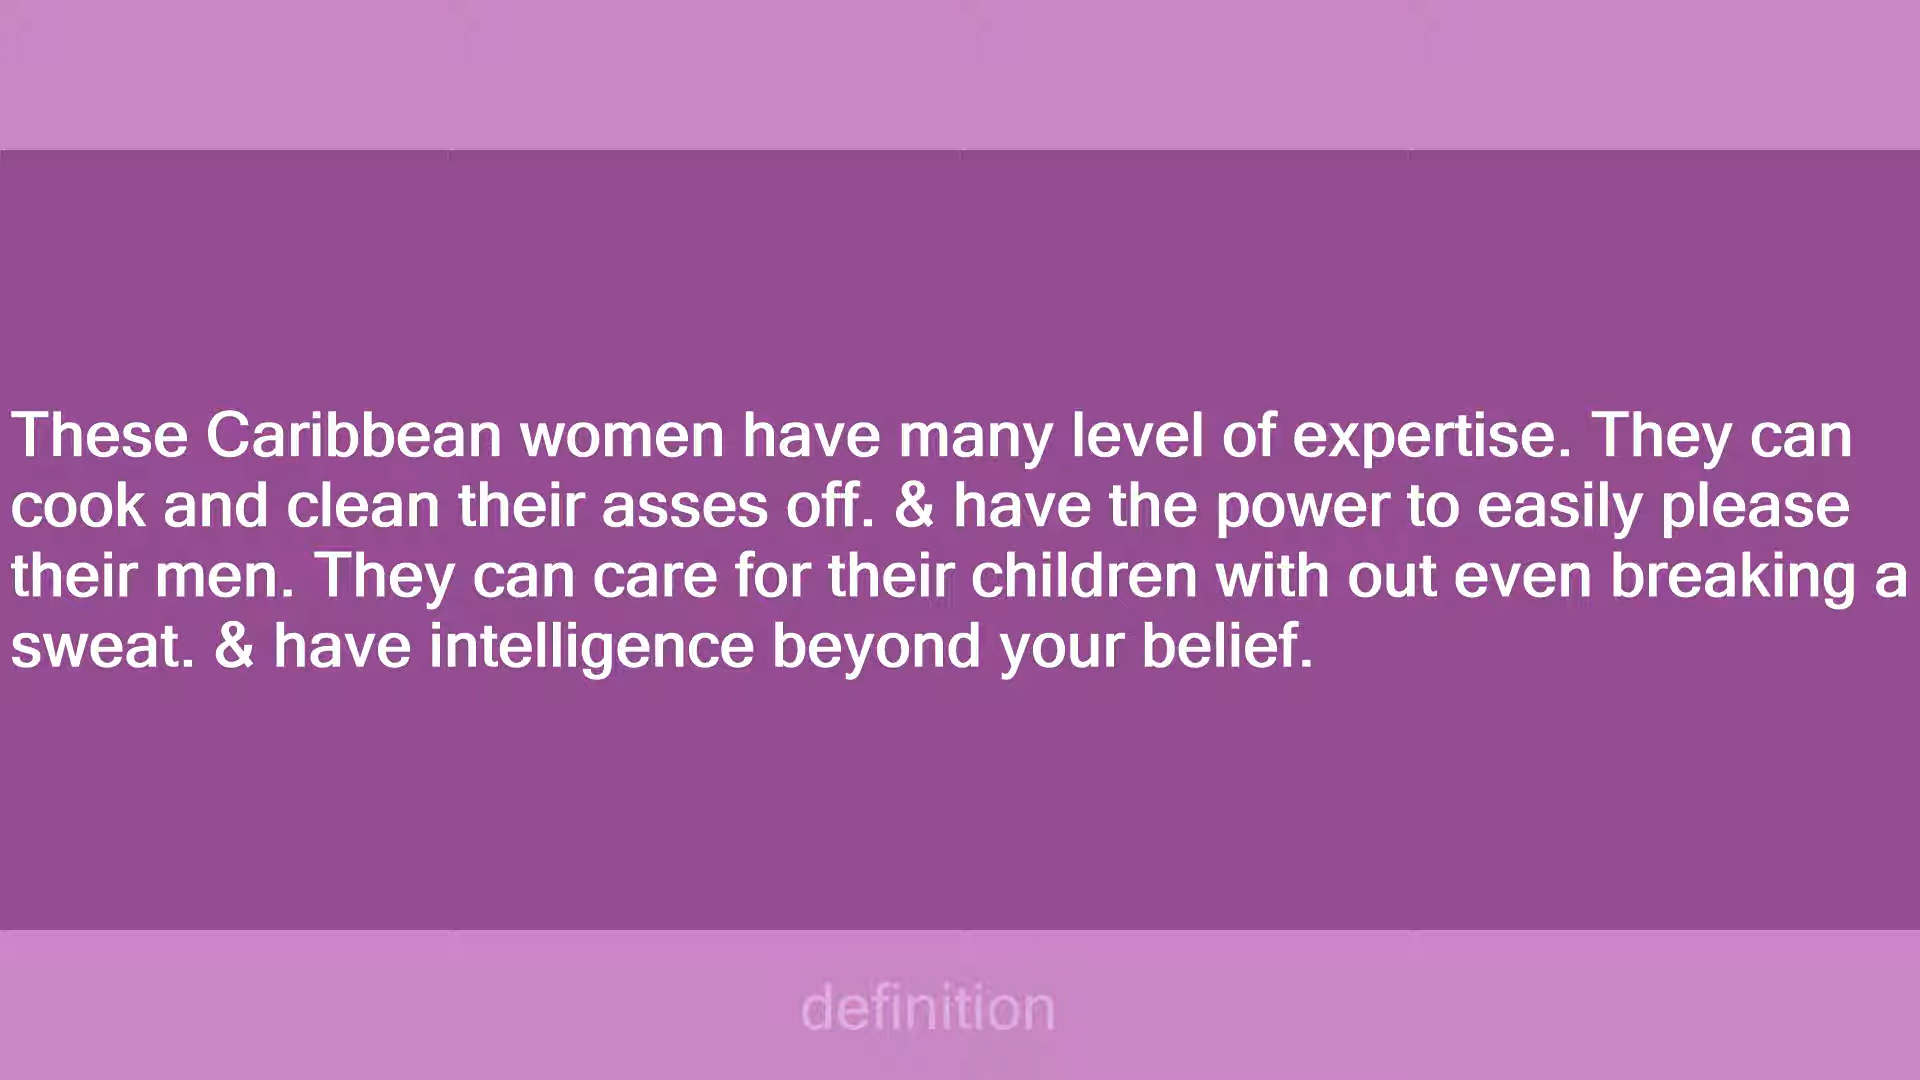 These Caribbean women have many level of expertise. They can
cook and clean their asses off. & have the power to easily please
their men. They can care for their children with out even breaking a
sweat. & have intelligence beyond your belief.
definition